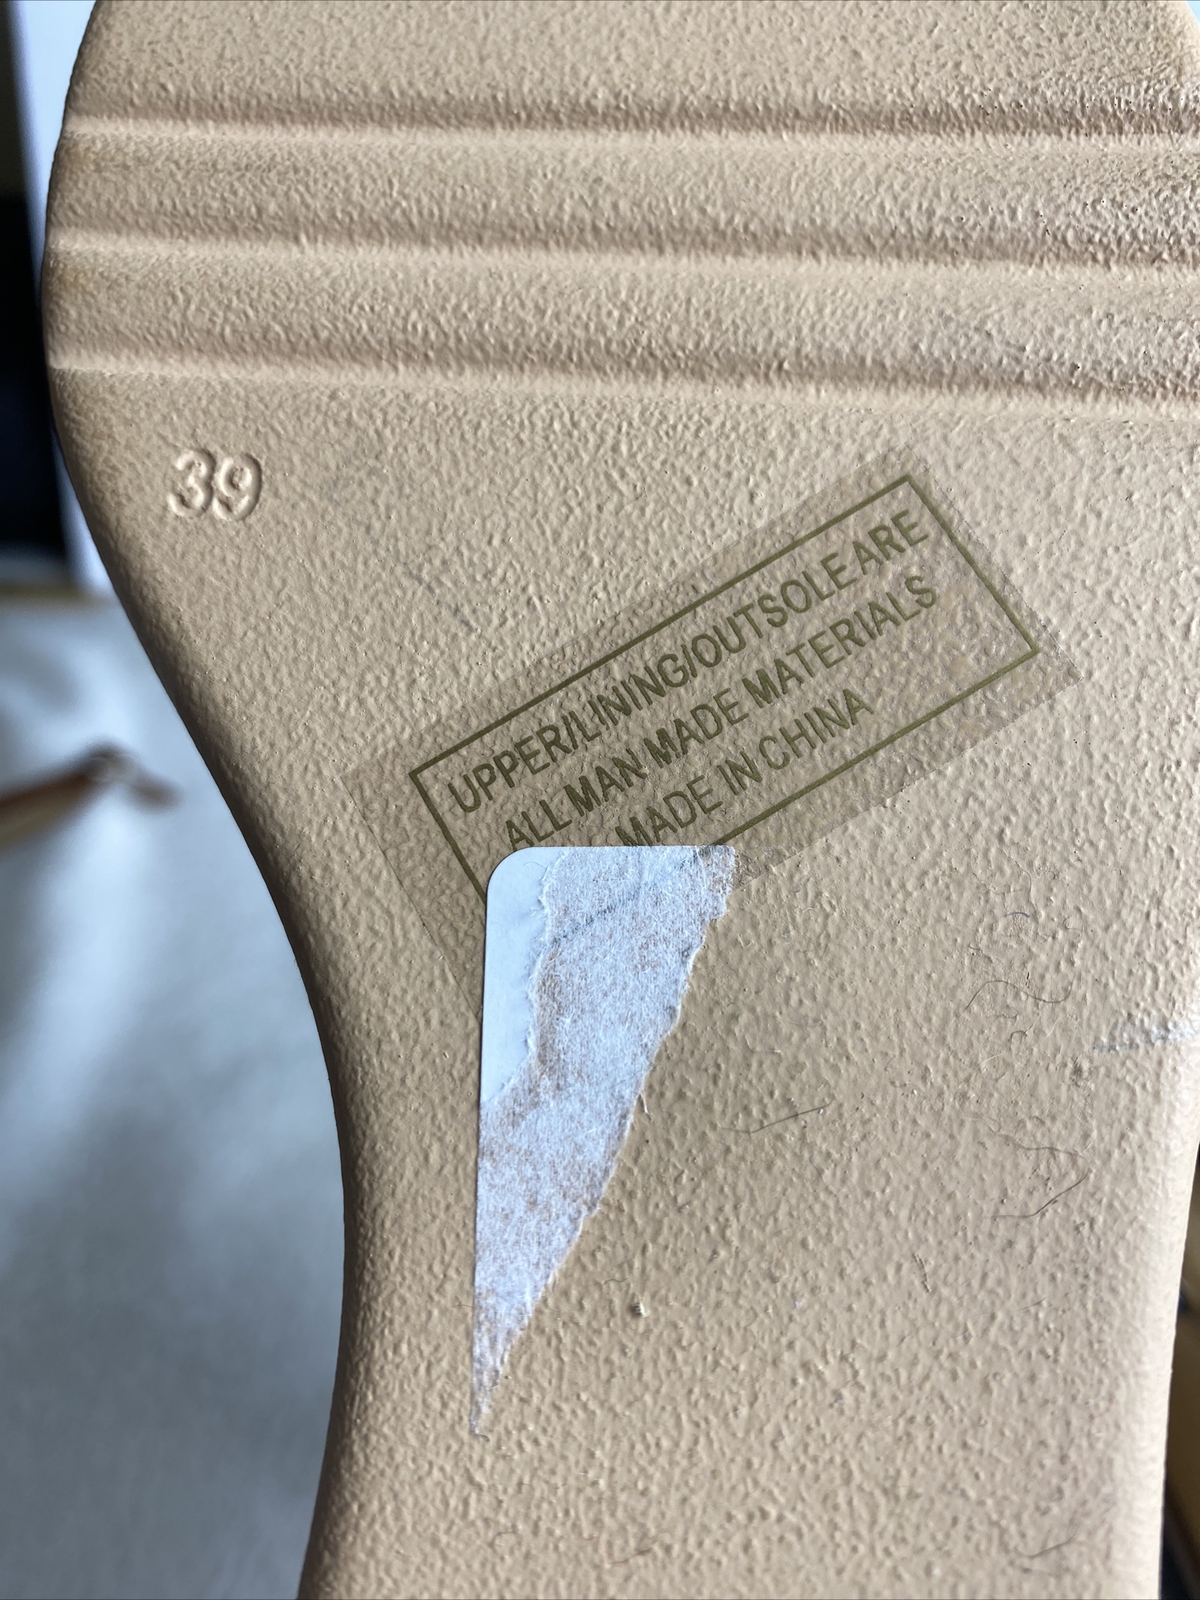 39
UPPER/LINING/OUTSOLE ARE
ALL MAN MADE MATERIALS
MADE IN CHINA